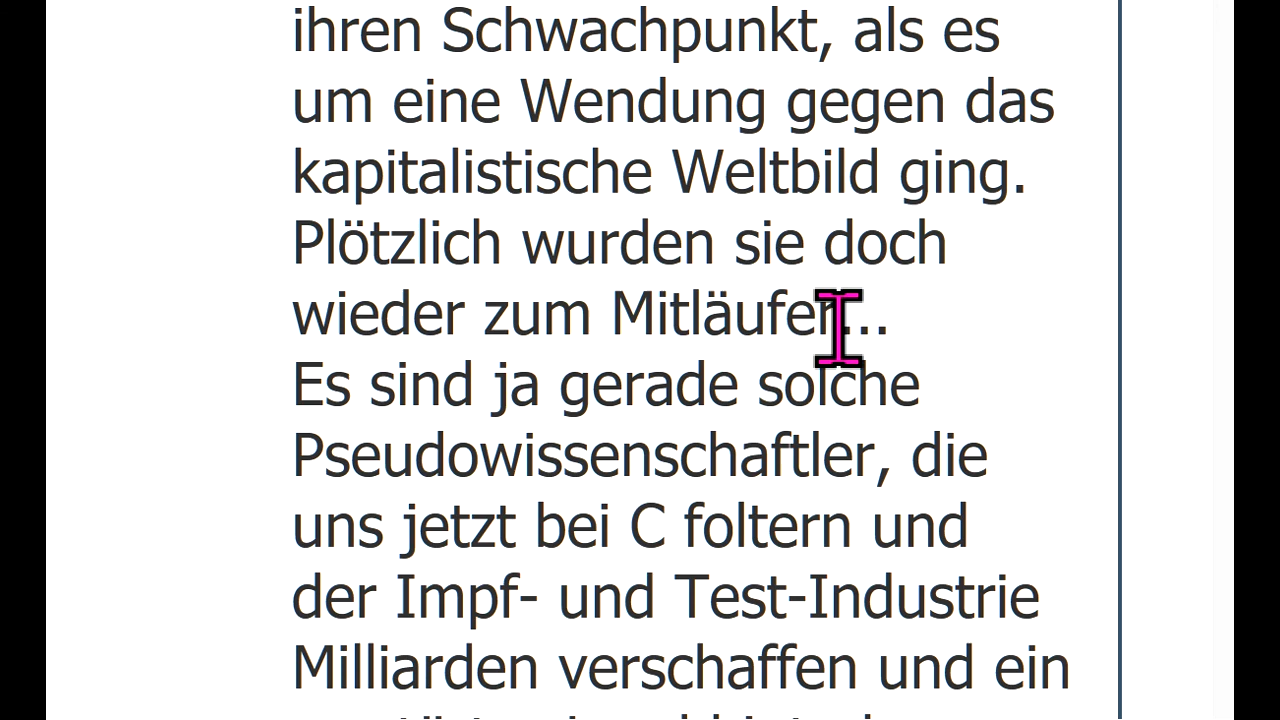 ihren Schwachpunkt, als es
um eine Wendung gegen das
kapitalistische Weltbild ging.
Plötzlich wurden sie doch
wieder zum Mitläufer...
Es sind ja gerade solche
Pseudowissenschaftler, die
uns jetzt bei C foltern und
der Impf- und Test-Industrie
Milliarden verschaffen und ein